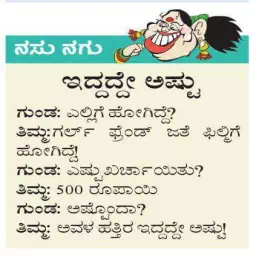 ನಸು ನಗು
ಇದ್ದದ್ದೇ ಅಷ್ಟು
ಗುಂಡ: ಎಲ್ಲಿಗೆ ಹೋಗಿದ್ದೆ?
ತಿಮ್ಮ: ಗರ್ಲ್ ಫ್ರೆಂಡ್ ಜತೆ ಫಿಲ್ಮಿಗೆ
ಹೋಗಿದ್ದೆ!
ಗುಂಡ: ಎಷ್ಟು ಖರ್ಚಾಯಿತು?
ತಿಮ್ಮ: 500 ರೂಪಾಯಿ
ಗುಂಡ: ಅಷ್ಟೊಂದಾ?
ತಿಮ್ಮ: ಅವಳ ಹತ್ತಿರ ಇದ್ದದ್ದೇ ಅಷ್ಟು!